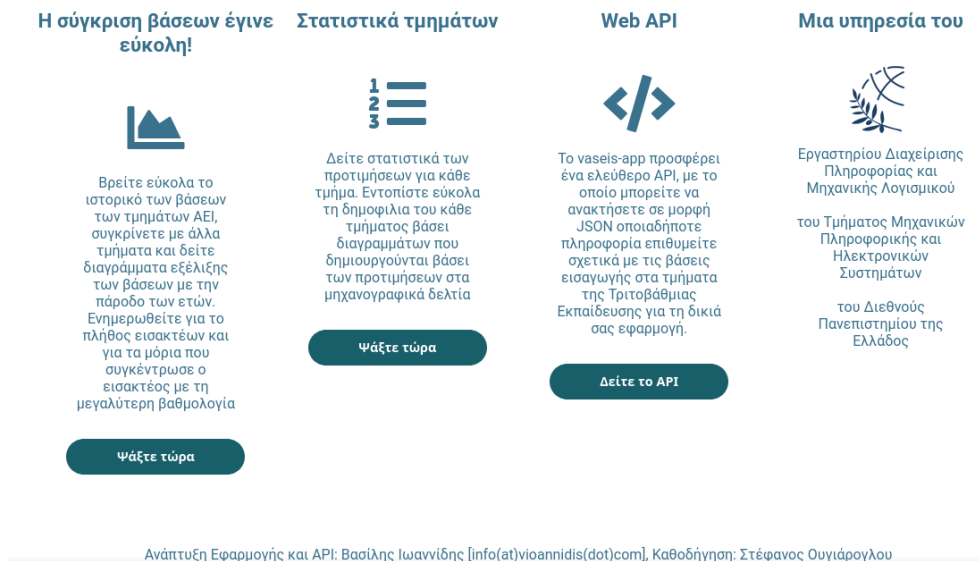 Η σύγκριση βάσεων έγινε
εύκολη!
Βρείτε εύκολα το
ιστορικό των βάσεων
των τμημάτων ΑΕΙ,
συγκρίνετε με άλλα
τμήματα και δείτε
διαγράμματα εξέλιξης
των βάσεων με την
πάροδο των ετών.
Ενημερωθείτε για το
πλήθος εισακτέων και
για τα μόρια που
συγκέντρωσε ο
εισακτέος με τη
μεγαλύτερη βαθμολογία
Ψάξτε τώρα
Στατιστικά τμημάτων
1
2
3
Δείτε στατιστικά των
προτιμήσεων για κάθε
τμήμα. Εντοπίστε εύκολα
τη δημοφιλια του κάθε
τμήματος βάσει
διαγραμμάτων που
δημιουργούνται βάσει
των προτιμήσεων στα
μηχανογραφικά δελτία
Ψάξτε τώρα
Web API
Το vaseis-app προσφέρει
ένα ελεύθερο API, με το
οποίο μπορείτε να
ανακτήσετε σε μορφή
JSON οποιαδήποτε
πληροφορία επιθυμείτε
σχετικά με τις βάσεις
εισαγωγής στα τμήματα
της Τριτοβάθμιας
Εκπαίδευσης για τη δικιά
σας εφαρμογή.
Δείτε το API
Μια υπηρεσία του
Εργαστηρίου Διαχείρισης
Πληροφορίας και
Μηχανικής Λογισμικού
του Τμήματος Μηχανικών
Πληροφορικής και
Ηλεκτρονικών
Συστημάτων
του Διεθνούς
Πανεπιστημίου της
Ελλάδος
Ανάπτυξη Εφαρμογής και API: Βασίλης Ιωαννίδης [info(at)vioannidis(dot)com], Καθοδήγηση: Στέφανος Ουγιάρογλου